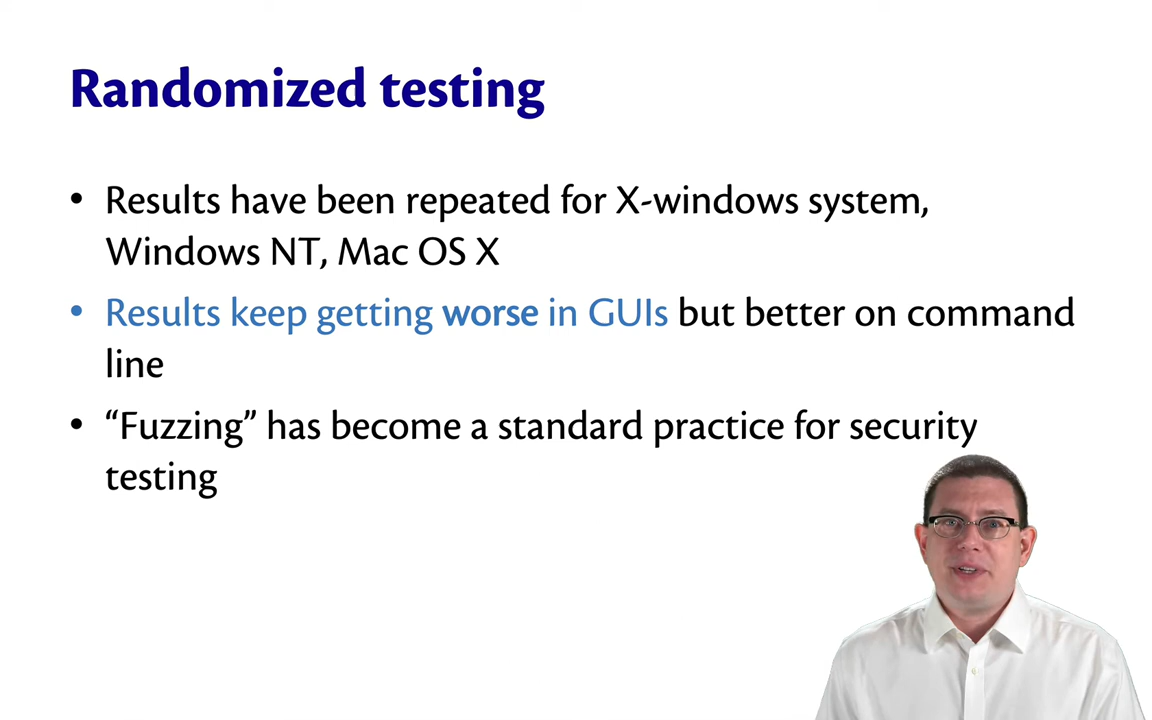 Randomized testing
• Results have been repeated for X-windows system,
Windows NT, Mac OS X
• Results keep getting worse in GUIs but better on command
line
• “Fuzzing” has become a standard practice for security
testing